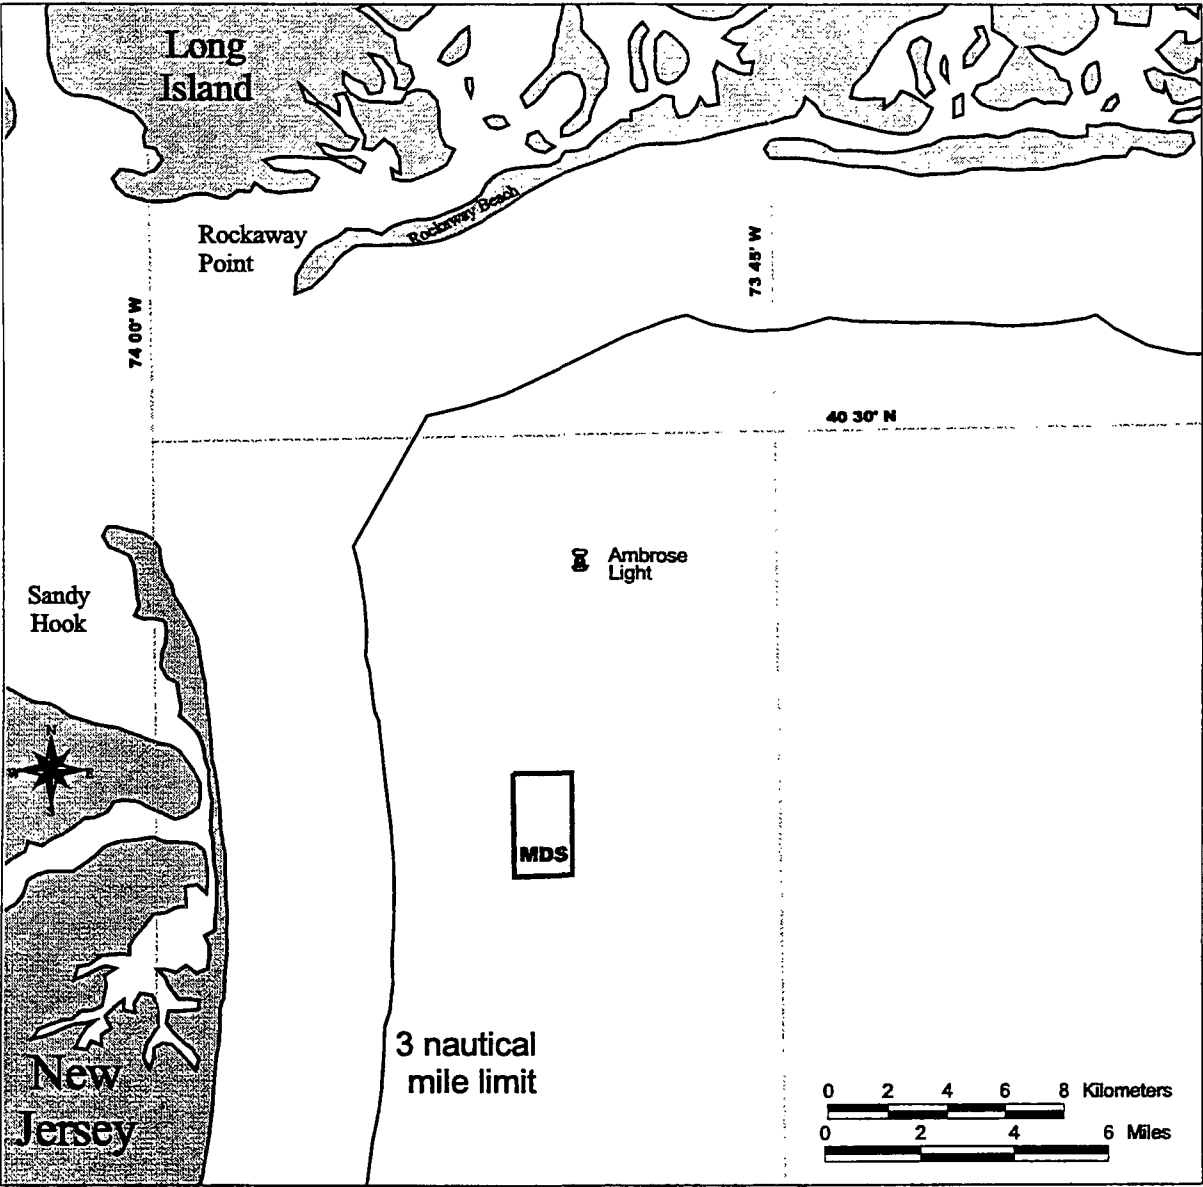 Long
Island
Rockaway Beach
Rockaway
Point
73 45' W
74 00' W
40 30' N
Ambrose
Light
Sandy
Hook
N
W E
S
MDS
3 nautical
mile limit
New
Jersey
0 2 4 6 8 Kilometers
0 2 4 6 Miles